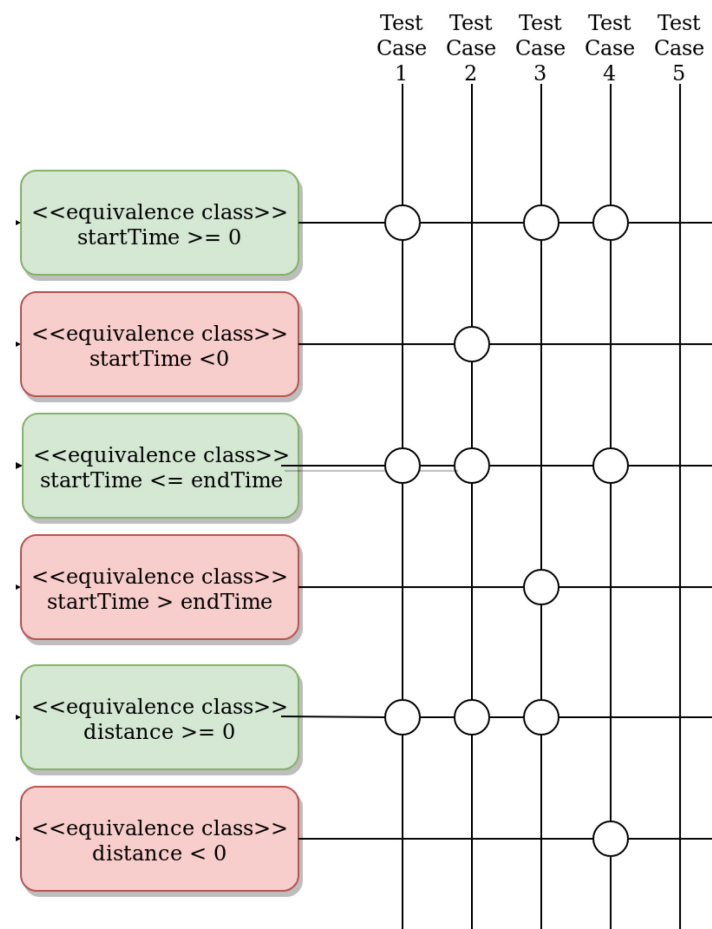 Test Case 1
Test Case 2
Test Case 3
Test Case 4
Test Case 5
<<equivalence class>>
startTime >= 0
<<equivalence class>>
startTime <0
<<equivalence class>>
startTime <= endTime
<<equivalence class>>
startTime > endTime
<<equivalence class>>
distance >= 0
<<equivalence class>>
distance < 0